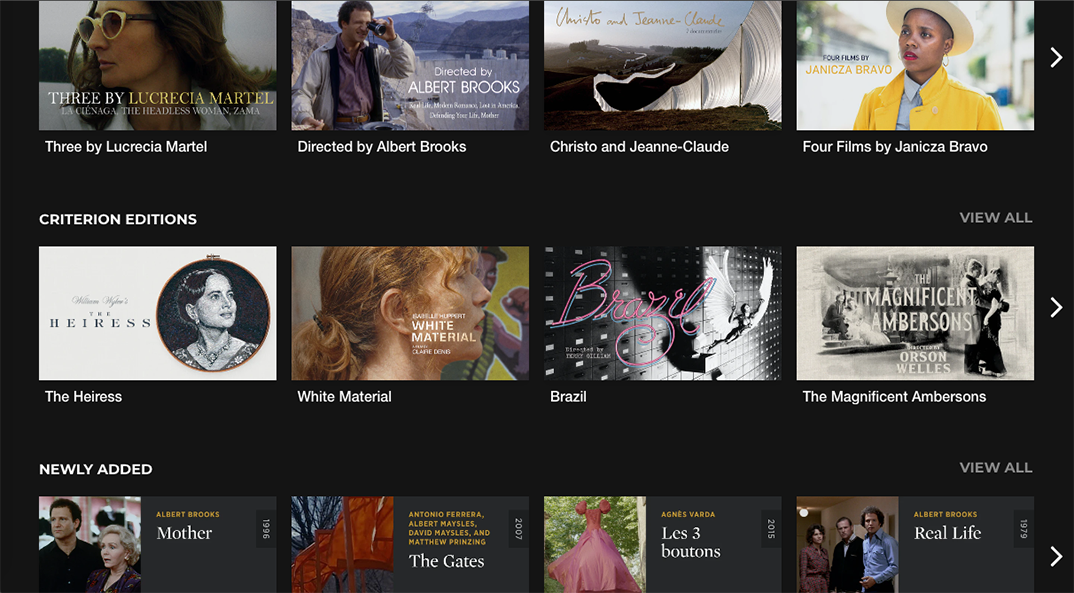 THREE BY LUCRECIA MARTEL
LA CIÉNAGA, THE HEADLESS WOMAN, ZAMA
Directed by
ALBERT BROOKS
Real Life, Modern Romance, Lost in America,
Defending Your Life, Mother
Christo and Jeanne-Claude
FOUR FILMS BY
JANICZA BRAVO
Three by Lucrecia Martel
Directed by Albert Brooks
Christo and Jeanne-Claude
Four Films by Janicza Bravo
CRITERION EDITIONS
VIEW ALL
William Wyler's
THE
HEIRESS
ISABELLE HUPPERT
WHITE
MATERIAL
CLAIRE DENIS
Brazil
Directed by
TERRY GILLIAM
THE
MAGNIFICENT
AMBERSONS
DIRECTED BY
ORSON
WELLES
The Heiress
White Material
Brazil
The Magnificent Ambersons
NEWLY ADDED
VIEW ALL
ALBERT BROOKS
Mother
1996
ANTONIO FERRERA,
ALBERT MAYSLES,
DAVID MAYSLES, AND
MATTHEW PRINZING
The Gates
2007
AGNÈS VARDA
Les 3
boutons
2015
ALBERT BROOKS
Real Life
1979